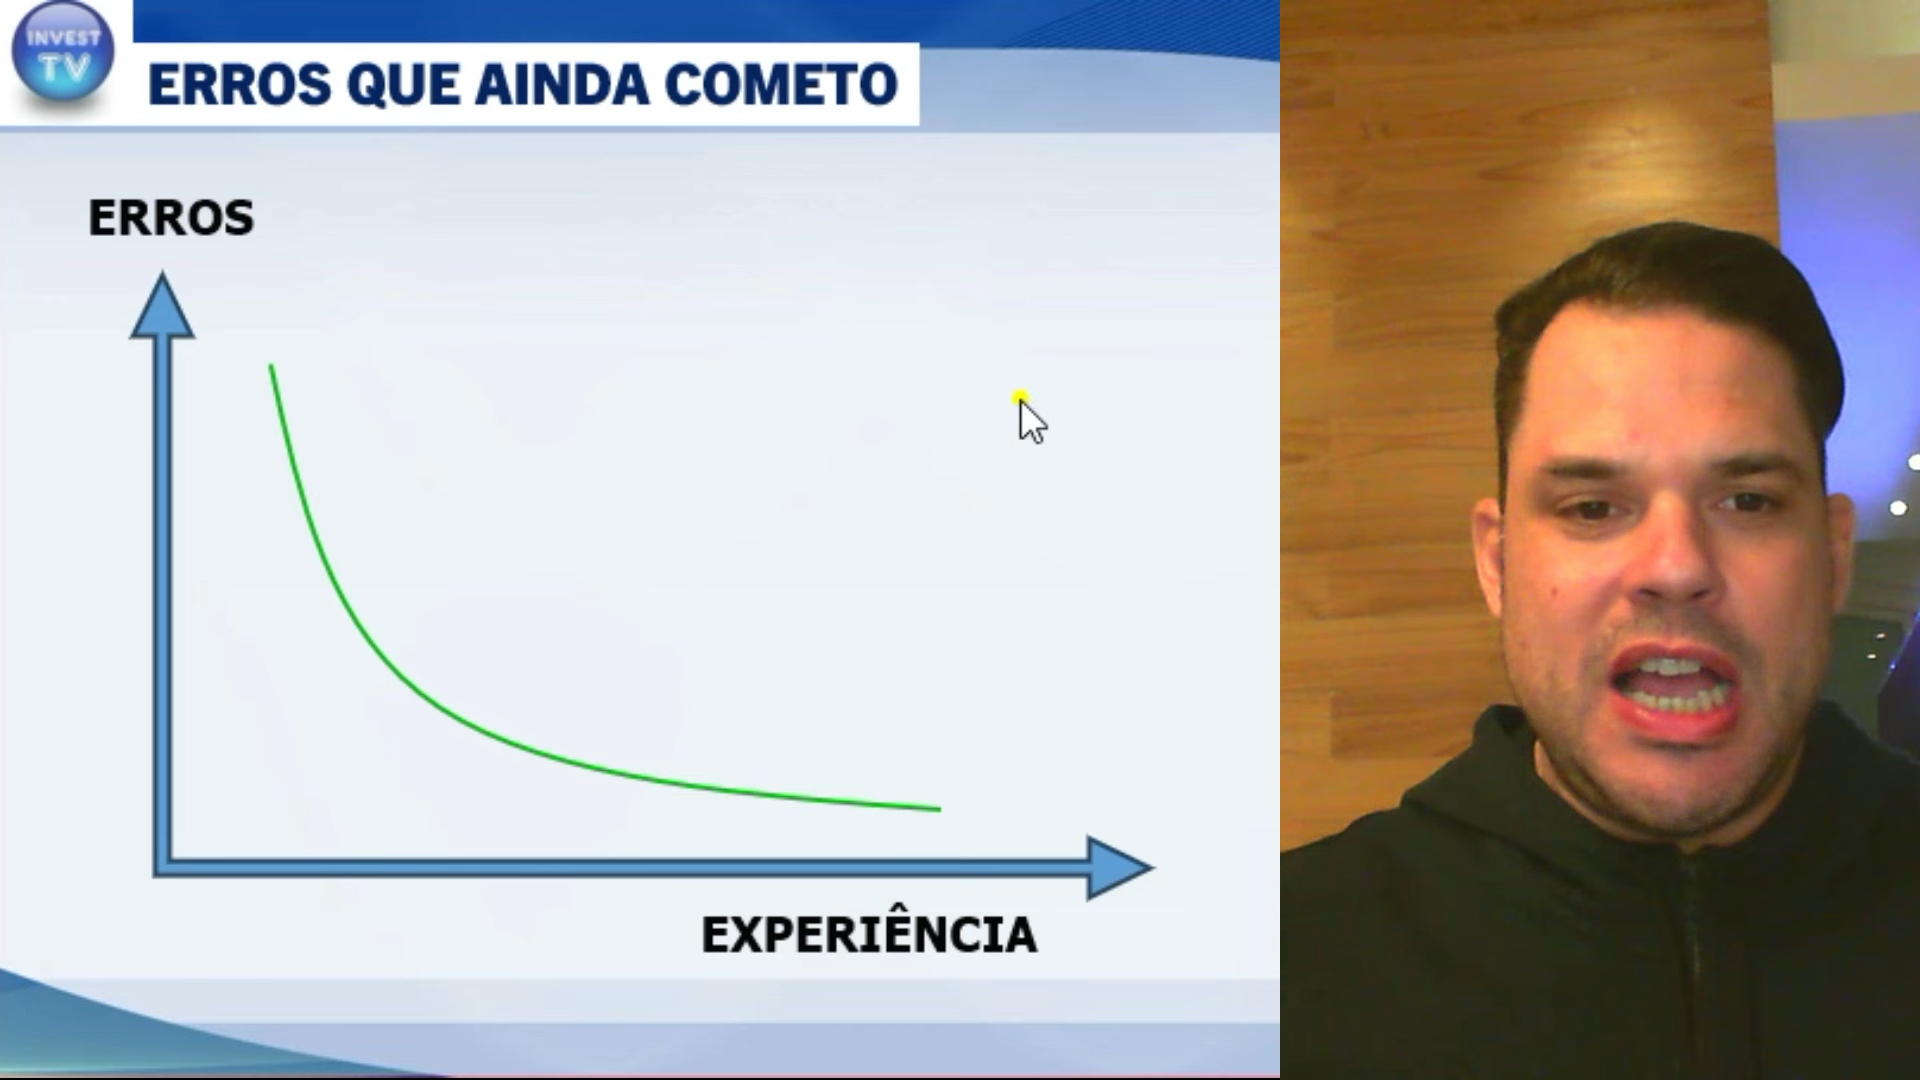 INVEST
TV
ERROS QUE AINDA COMETO
ERROS
EXPERIÊNCIA